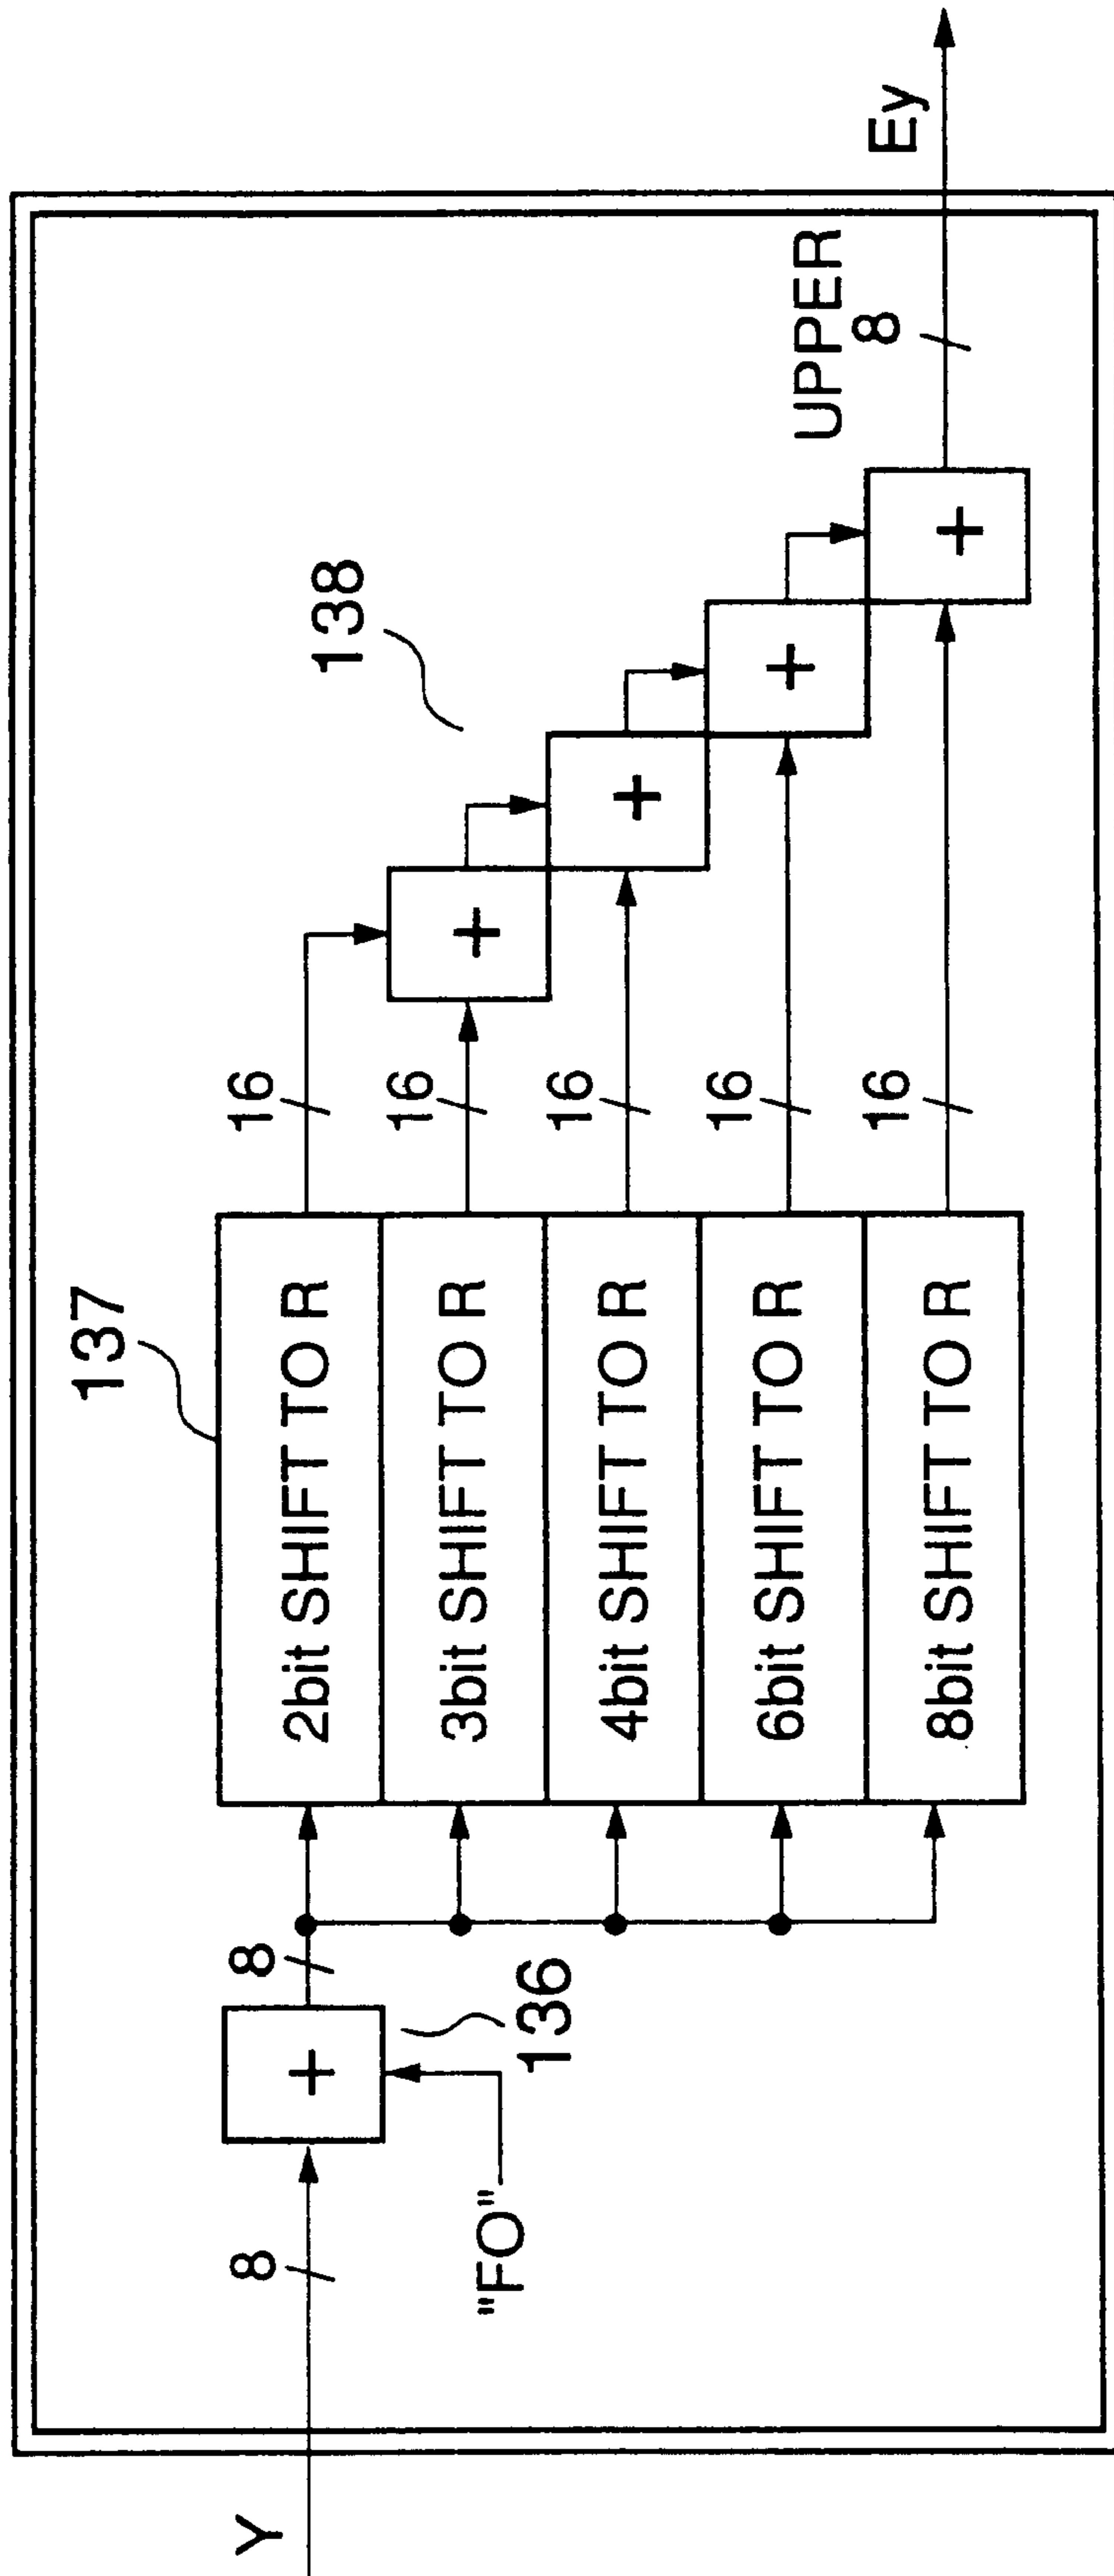 Y
8
"FO"
136
8
137
2bit SHIFT TO R
3bit SHIFT TO R
4bit SHIFT TO R
6bit SHIFT TO R
8bit SHIFT TO R
16
16
16
16
16
138
+
+
+
+
+
UPPER
8
Ey